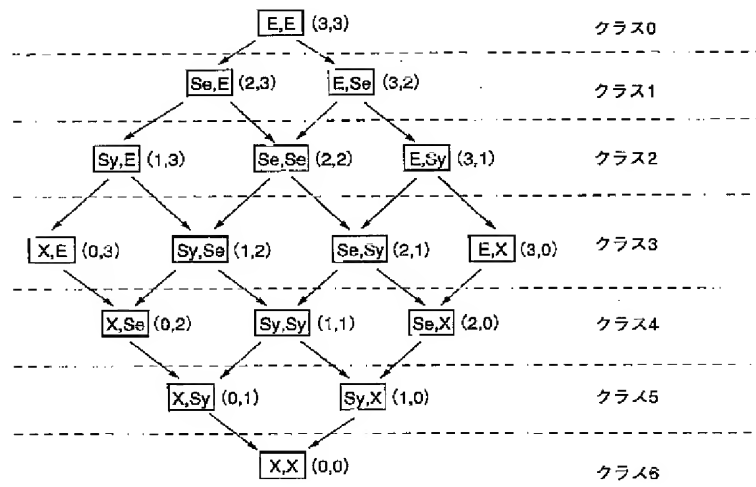 E,E (3,3) クラス0
Se,E (2,3) E,Se (3,2) クラス1
Sy,E (1,3) Se,Se (2,2) E,Sy (3,1) クラス2
X,E (0,3) Sy,Se (1,2) Se,Sy (2,1) E,X (3,0) クラス3
X,Se (0,2) Sy,Sy (1,1) Se,X (2,0) クラス4
X,Sy (0,1) Sy,X (1,0) クラス5
X,X (0,0) クラス6